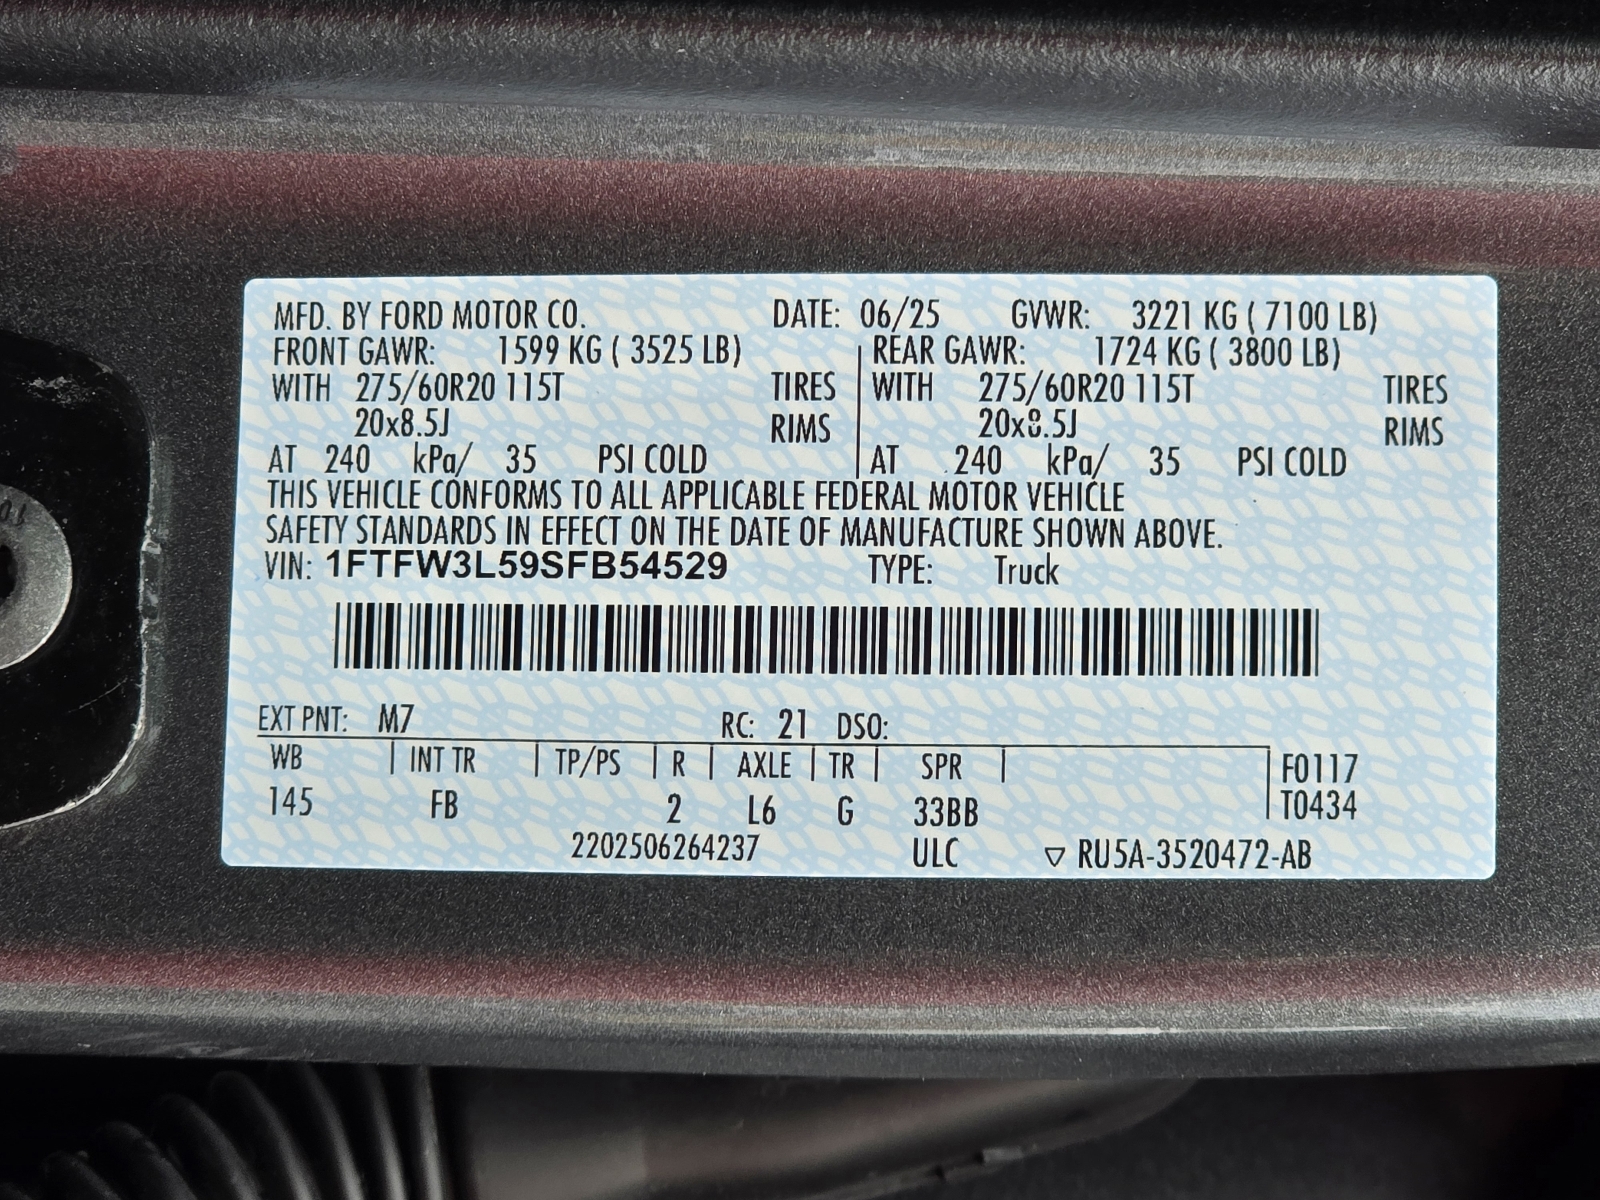 MFD. BY FORD MOTOR CO. DATE: 06/25 GVWR: 3221 KG ( 7100 LB)
FRONT GAWR: 1599 KG ( 3525 LB) REAR GAWR: 1724 KG ( 3800 LB)
WITH 275/60R20 115T TIRES WITH 275/60R20 115T TIRES
20x8.5J RIMS 20x8.5J RIMS
AT 240 kPa/ 35 PSI COLD AT 240 kPa/ 35 PSI COLD
THIS VEHICLE CONFORMS TO ALL APPLICABLE FEDERAL MOTOR VEHICLE
SAFETY STANDARDS IN EFFECT ON THE DATE OF MANUFACTURE SHOWN ABOVE.
VIN: 1FTFW3L59SFB54529 TYPE: Truck
EXT PNT: M7 RC: 21 DSO:
WB INT TR TP/PS R AXLE TR SPR F0117
145 FB 2 L6 G 33BB T0434
2202506264237 ULC ▽ RU5A-3520472-AB